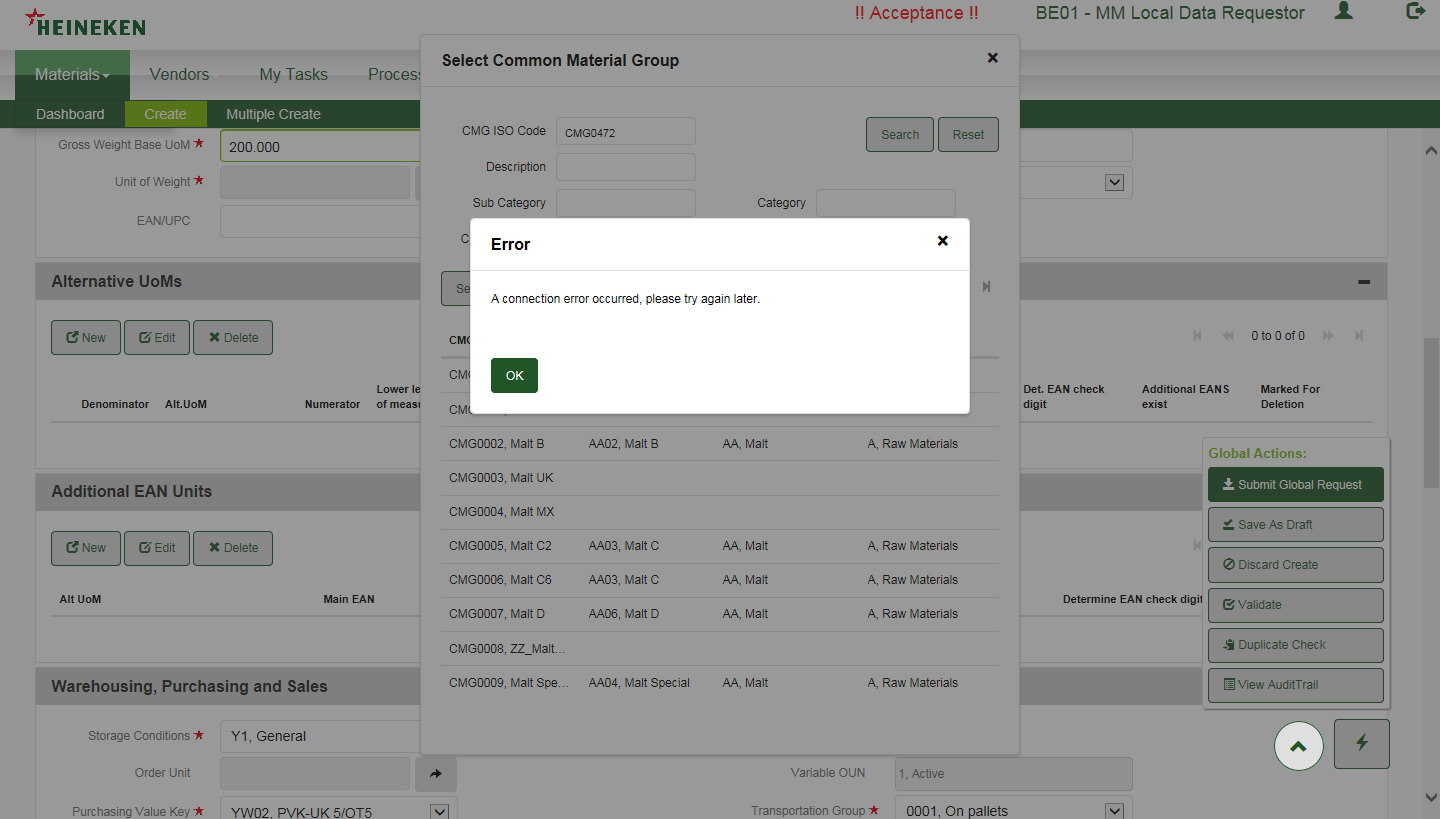 HEINEKEN
!! Acceptance !!
BE01 - MM Local Data Requestor
Materials
Vendors
My Tasks
Process
Dashboard
Create
Multiple Create
Select Common Material Group
CMG ISO Code
CMG0472
Search
Reset
Description
Sub Category
Category
Gross Weight Base UoM
200.000
Unit of Weight
EAN/UPC
Error
A connection error occurred, please try again later.
OK
Alternative UoMs
New
Edit
Delete
0 to 0 of 0
Denominator
Alt.UoM
Numerator
Det. EAN check
digit
Additional EANS
exist
Marked For
Deletion
CMG0002, Malt B
AA02, Malt B
AA, Malt
A, Raw Materials
CMG0003, Malt UK
CMG0004, Malt MX
CMG0005, Malt C2
AA03, Malt C
AA, Malt
A, Raw Materials
CMG0006, Malt C6
AA03, Malt C
AA, Malt
A, Raw Materials
CMG0007, Malt D
AA06, Malt D
AA, Malt
A, Raw Materials
CMG0008, ZZ_Malt...
CMG0009, Malt Spe...
AA04, Malt Special
AA, Malt
A, Raw Materials
Additional EAN Units
New
Edit
Delete
Alt UoM
Main EAN
Determine EAN check digit
Global Actions:
Submit Global Request
Save As Draft
Discard Create
Validate
Duplicate Check
View AuditTrail
Warehousing, Purchasing and Sales
Storage Conditions
Y1, General
Order Unit
Variable OUN
1, Active
Purchasing Value Key
YW02, PVK-UK 5/OT5
Transportation Group
0001, On pallets